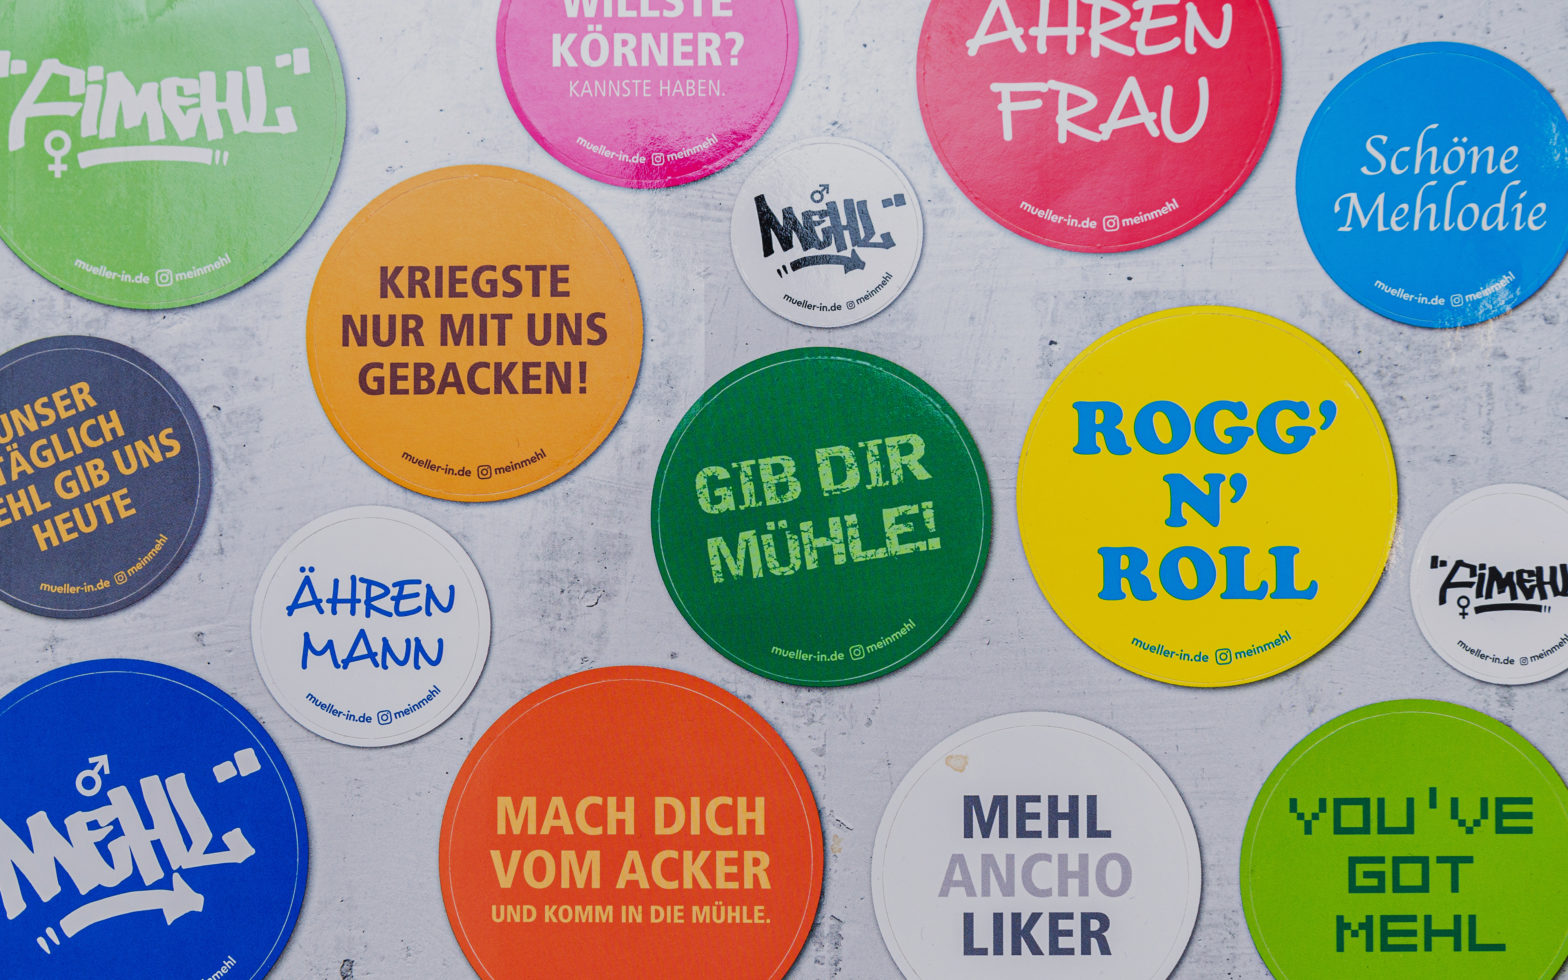 "FiMEHL"
mueller-in.de meinmehl
WILLSTE
KÖRNER?
KANNSTE HABEN.
mueller-in.de meinmehl
ÄHREN
FRAU
mueller-in.de meinmehl
Schöne
Mehlodie
mueller-in.de meinmehl
KRIEGSTE
NUR MIT UNS
GEBACKEN!
mueller-in.de meinmehl
MEHL"
mueller-in.de meinmehl
UNSER
TÄGLICH
MEHL GIB UNS
HEUTE
mueller-in.de meinmehl
GIB DIR
MÜHLE!
mueller-in.de meinmehl
ROGG'
N'
ROLL
mueller-in.de meinmehl
ÄHREN
MANN
mueller-in.de meinmehl
"FiMEHL
mueller-in.de meinmehl
MEHL"
MACH DICH
VOM ACKER
UND KOMM IN DIE MÜHLE.
MEHL
ANCHO
LIKER
YOU'VE
GOT
MEHL